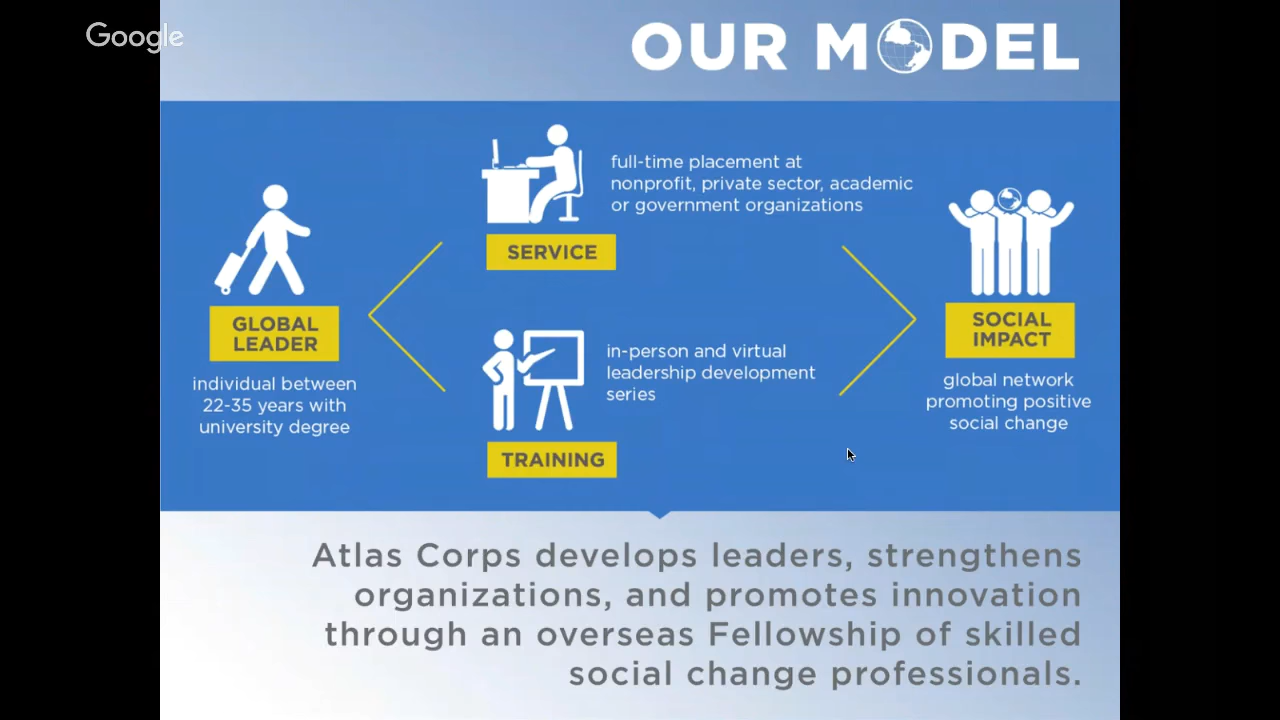 Google
OUR MODEL
full-time placement at
nonprofit, private sector, academic
or government organizations
SERVICE
GLOBAL
LEADER
individual between
22-35 years with
university degree
in-person and virtual
leadership development
series
TRAINING
SOCIAL
IMPACT
global network
promoting positive
social change
Atlas Corps develops leaders, strengthens
organizations, and promotes innovation
through an overseas Fellowship of skilled
social change professionals.